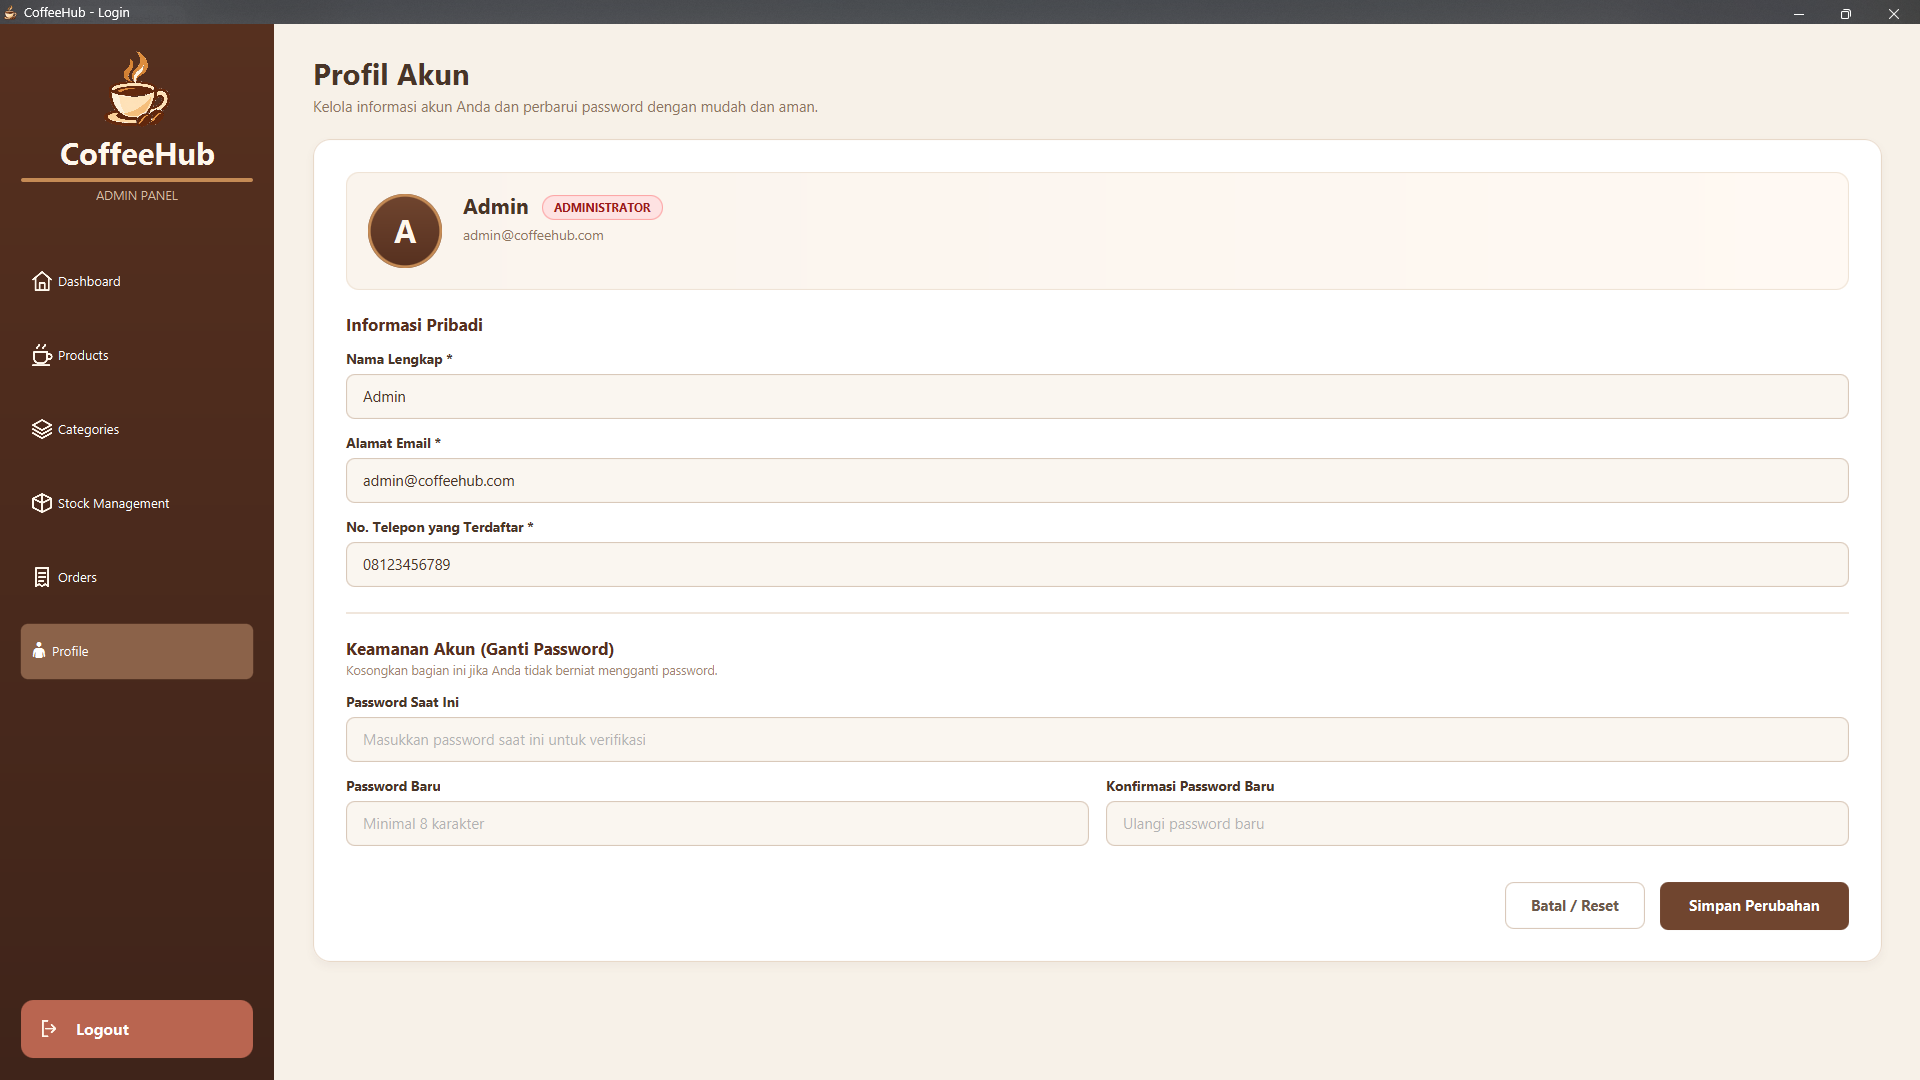 CoffeeHub - Login
CoffeeHub
ADMIN PANEL
Dashboard
Products
Categories
Stock Management
Orders
Profile
Logout
Profil Akun
Kelola informasi akun Anda dan perbarui password dengan mudah dan aman.
A
Admin ADMINISTRATOR
admin@coffeehub.com
Informasi Pribadi
Nama Lengkap *
Admin
Alamat Email *
admin@coffeehub.com
No. Telepon yang Terdaftar *
08123456789
Keamanan Akun (Ganti Password)
Kosongkan bagian ini jika Anda tidak berniat mengganti password.
Password Saat Ini
Masukkan password saat ini untuk verifikasi
Password Baru
Minimal 8 karakter
Konfirmasi Password Baru
Ulangi password baru
Batal / Reset
Simpan Perubahan